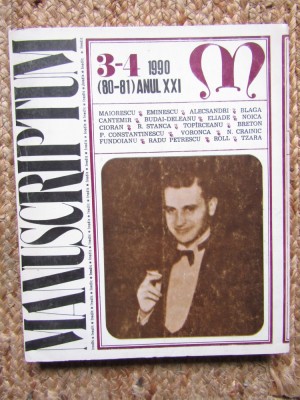 MANUSCRIPTUM
3-4 1990
(80-81) ANUL XXI
M
MAIORESCU EMINESCU ALECSANDRI BLAGA
CANTEMIR BUDAI-DELEANU ELIADE NOICA
CIORAN R. STANCA TOPÎRCEANU BRETON
P. CONSTANTINESCU VORONCA N. CRAINIC
FUNDOIANU RADU PETRESCU ROLL TZARA